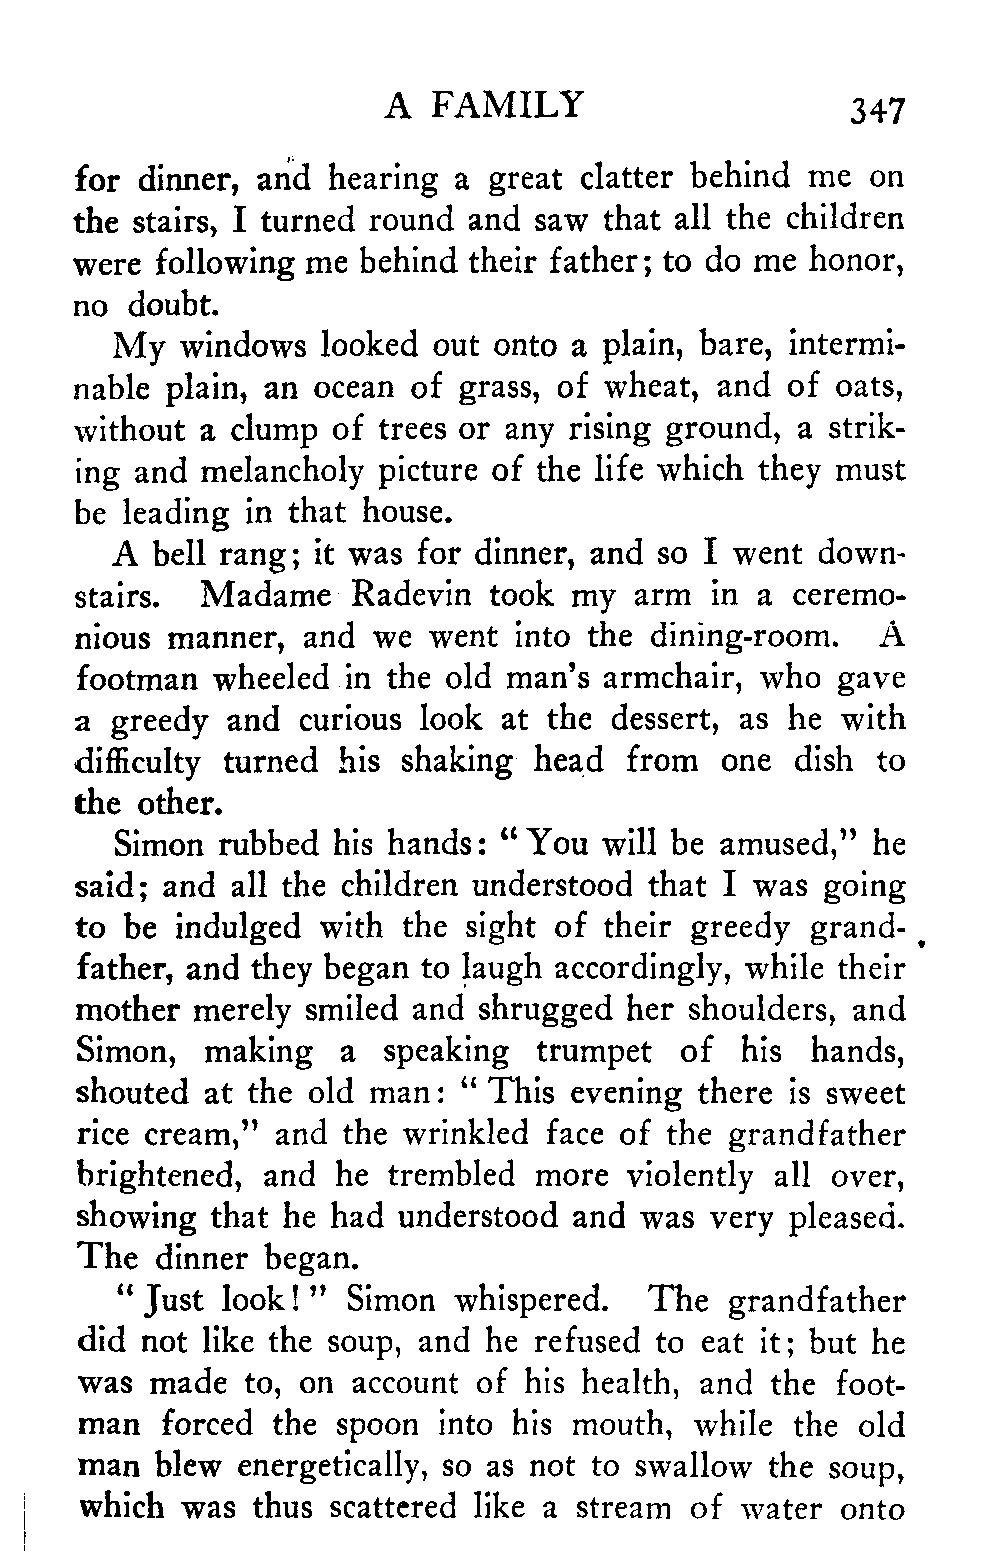 A FAMILY 347
for dinner, and hearing a great clatter behind me on
the stairs, I turned round and saw that all the children
were following me behind their father; to do me honor,
no doubt.
My windows looked out onto a plain, bare, intermi-
nable plain, an ocean of grass, of wheat, and of oats,
without a clump of trees or any rising ground, a strik-
ing and melancholy picture of the life which they must
be leading in that house.
A bell rang; it was for dinner, and so I went down-
stairs. Madame Radevin took my arm in a ceremo-
nious manner, and we went into the dining-room. A
footman wheeled in the old man's armchair, who gave
a greedy and curious look at the dessert, as he with
difficulty turned his shaking head from one dish to
the other.
Simon rubbed his hands: "You will be amused," he
said; and all the children understood that I was going
to be indulged with the sight of their greedy grand-
father, and they began to laugh accordingly, while their
mother merely smiled and shrugged her shoulders, and
Simon, making a speaking trumpet of his hands,
shouted at the old man: "This evening there is sweet
rice cream," and the wrinkled face of the grandfather
brightened, and he trembled more violently all over,
showing that he had understood and was very pleased.
The dinner began.
"Just look!" Simon whispered. The grandfather
did not like the soup, and he refused to eat it; but he
was made to, on account of his health, and the foot-
man forced the spoon into his mouth, while the old
man blew energetically, so as not to swallow the soup,
which was thus scattered like a stream of water onto